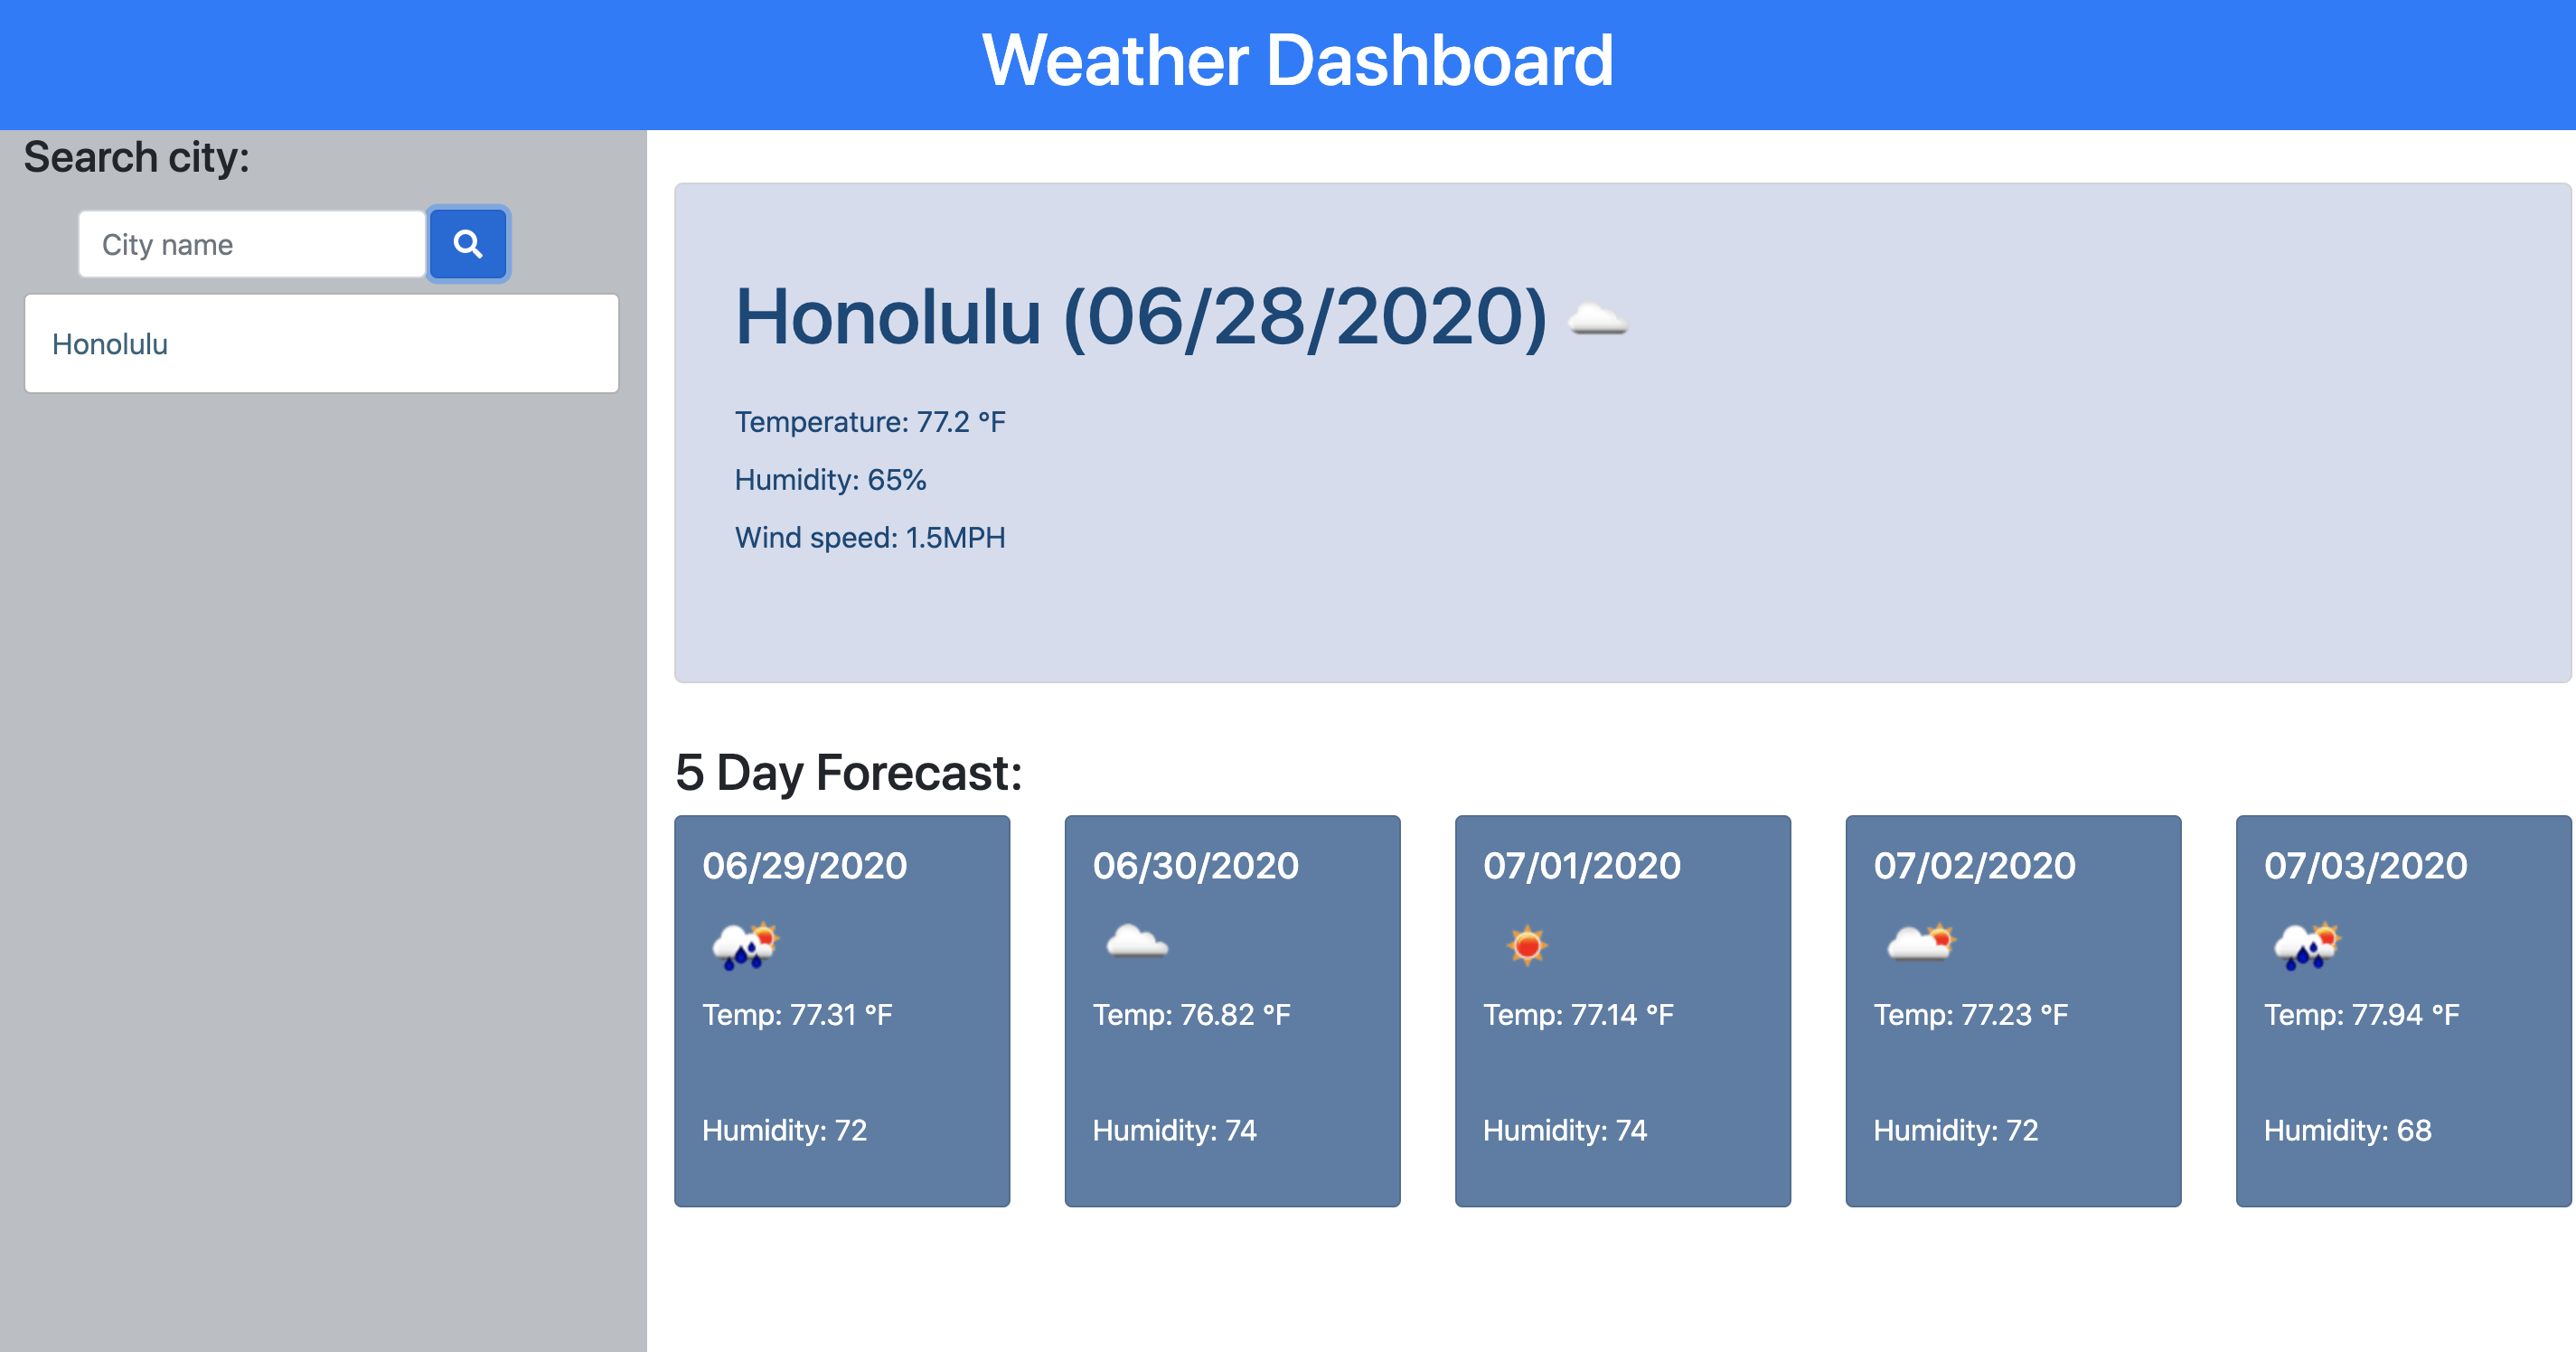 Weather Dashboard
Search city:
City name
Honolulu
Honolulu (06/28/2020)
Temperature: 77.2 °F
Humidity: 65%
Wind speed: 1.5MPH
5 Day Forecast:
06/29/2020
Temp: 77.31 °F
Humidity: 72
06/30/2020
Temp: 76.82 °F
Humidity: 74
07/01/2020
Temp: 77.14 °F
Humidity: 74
07/02/2020
Temp: 77.23 °F
Humidity: 72
07/03/2020
Temp: 77.94 °F
Humidity: 68